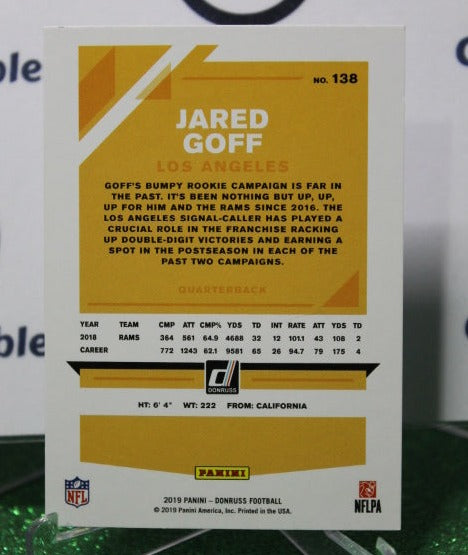 NO. 138
JARED
GOFF
LOS ANGELES
GOFF'S BUMPY ROOKIE CAMPAIGN IS FAR IN
THE PAST. IT'S BEEN NOTHING BUT UP, UP,
UP FOR HIM AND THE RAMS SINCE 2016. THE
LOS ANGELES SIGNAL-CALLER HAS PLAYED A
CRUCIAL ROLE IN THE FRANCHISE RACKING
UP DOUBLE-DIGIT VICTORIES AND EARNING A
SPOT IN THE POSTSEASON IN EACH OF THE
PAST TWO CAMPAIGNS.
QUARTERBACK
YEAR TEAM CMP ATT CMP% YDS TD INT RATE ATT YDS TD
2018 RAMS 364 561 64.9 4688 32 12 101.1 43 108 2
CAREER 772 1243 62.1 9581 65 26 94.7 79 175 4
DONRUSS
HT: 6' 4" WT: 222 FROM: CALIFORNIA
PANINI
NFL
NFLPA
2019 PANINI – DONRUSS FOOTBALL
© 2019 Panini America, Inc. Printed in the USA.